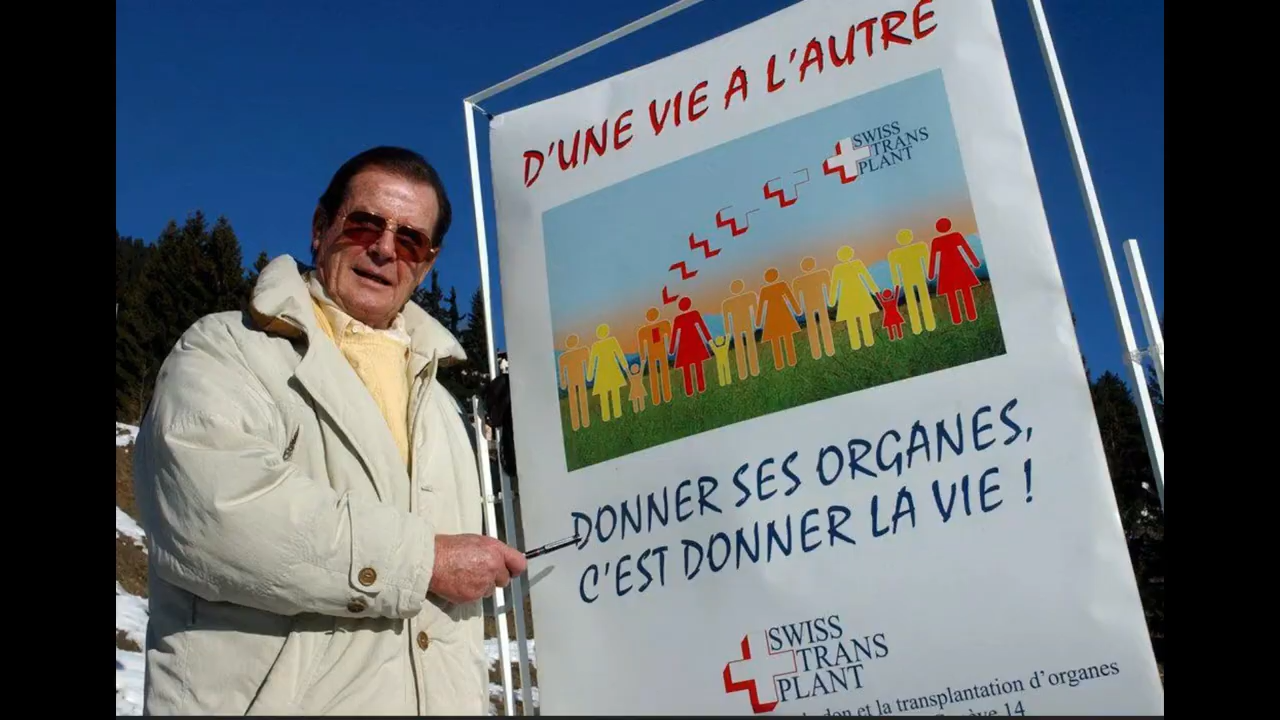 D'UNE VIE A L'AUTRE
SWISS
TRANS
PLANT
DONNER SES ORGANES,
C'EST DONNER LA VIE !
SWISS
TRANS
PLANT
don et la transplantation d'organes
14